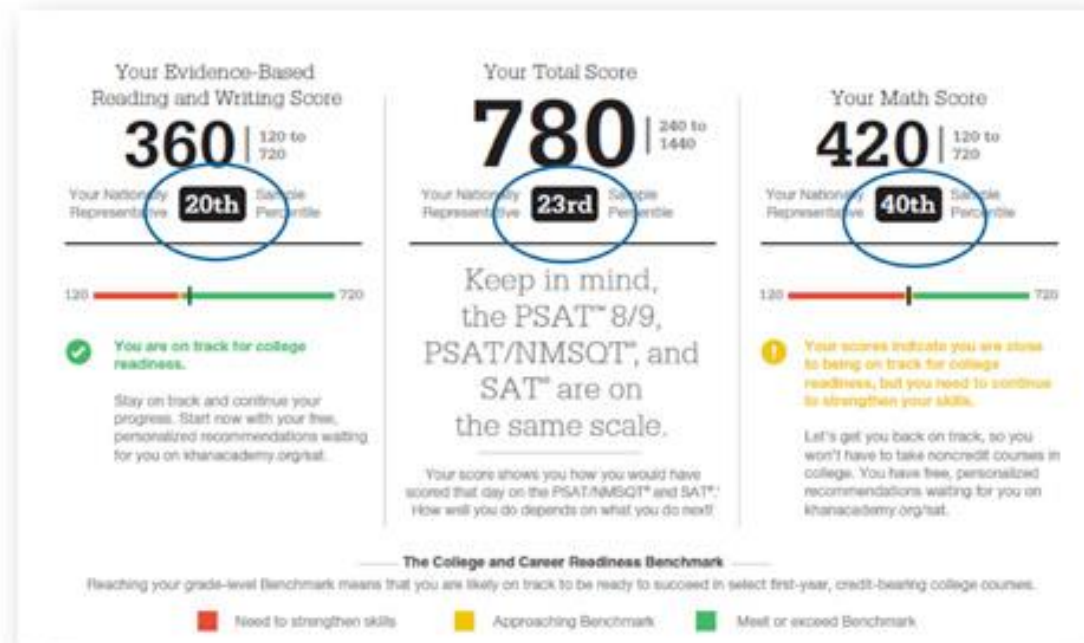 Your Evidence-Based
Reading and Writing Score
360 | 120 to
720
Your Nationally
Representative
20th
Sample
Percentile
120
720
You are on track for college
readiness.
Stay on track and continue your
progress. Start now with your free,
personalized recommendations waiting
for you on khanacademy.org/sat.
Your Total Score
780 | 240 to
1440
Your Nationally
Representative
23rd
Sample
Percentile
Keep in mind,
the PSAT™ 8/9,
PSAT/NMSQT®, and
SAT® are on
the same scale.
Your score shows you how you would have
scored that day on the PSAT/NMSQT® and SAT®.¹
How well you do depends on what you do next!
Your Math Score
420 | 120 to
720
Your Nationally
Representative
40th
Sample
Percentile
120
720
Your scores indicate you are close
to being on track for college
readiness, but you need to continue
to strengthen your skills.
Let's get you back on track, so you
won't have to take noncredit courses in
college. You have free, personalized
recommendations waiting for you on
khanacademy.org/sat.
The College and Career Readiness Benchmark
Reaching your grade-level Benchmark means that you are likely on track to be ready to succeed in select first-year, credit-bearing college courses.
Need to strengthen skills
Approaching Benchmark
Meet or exceed Benchmark